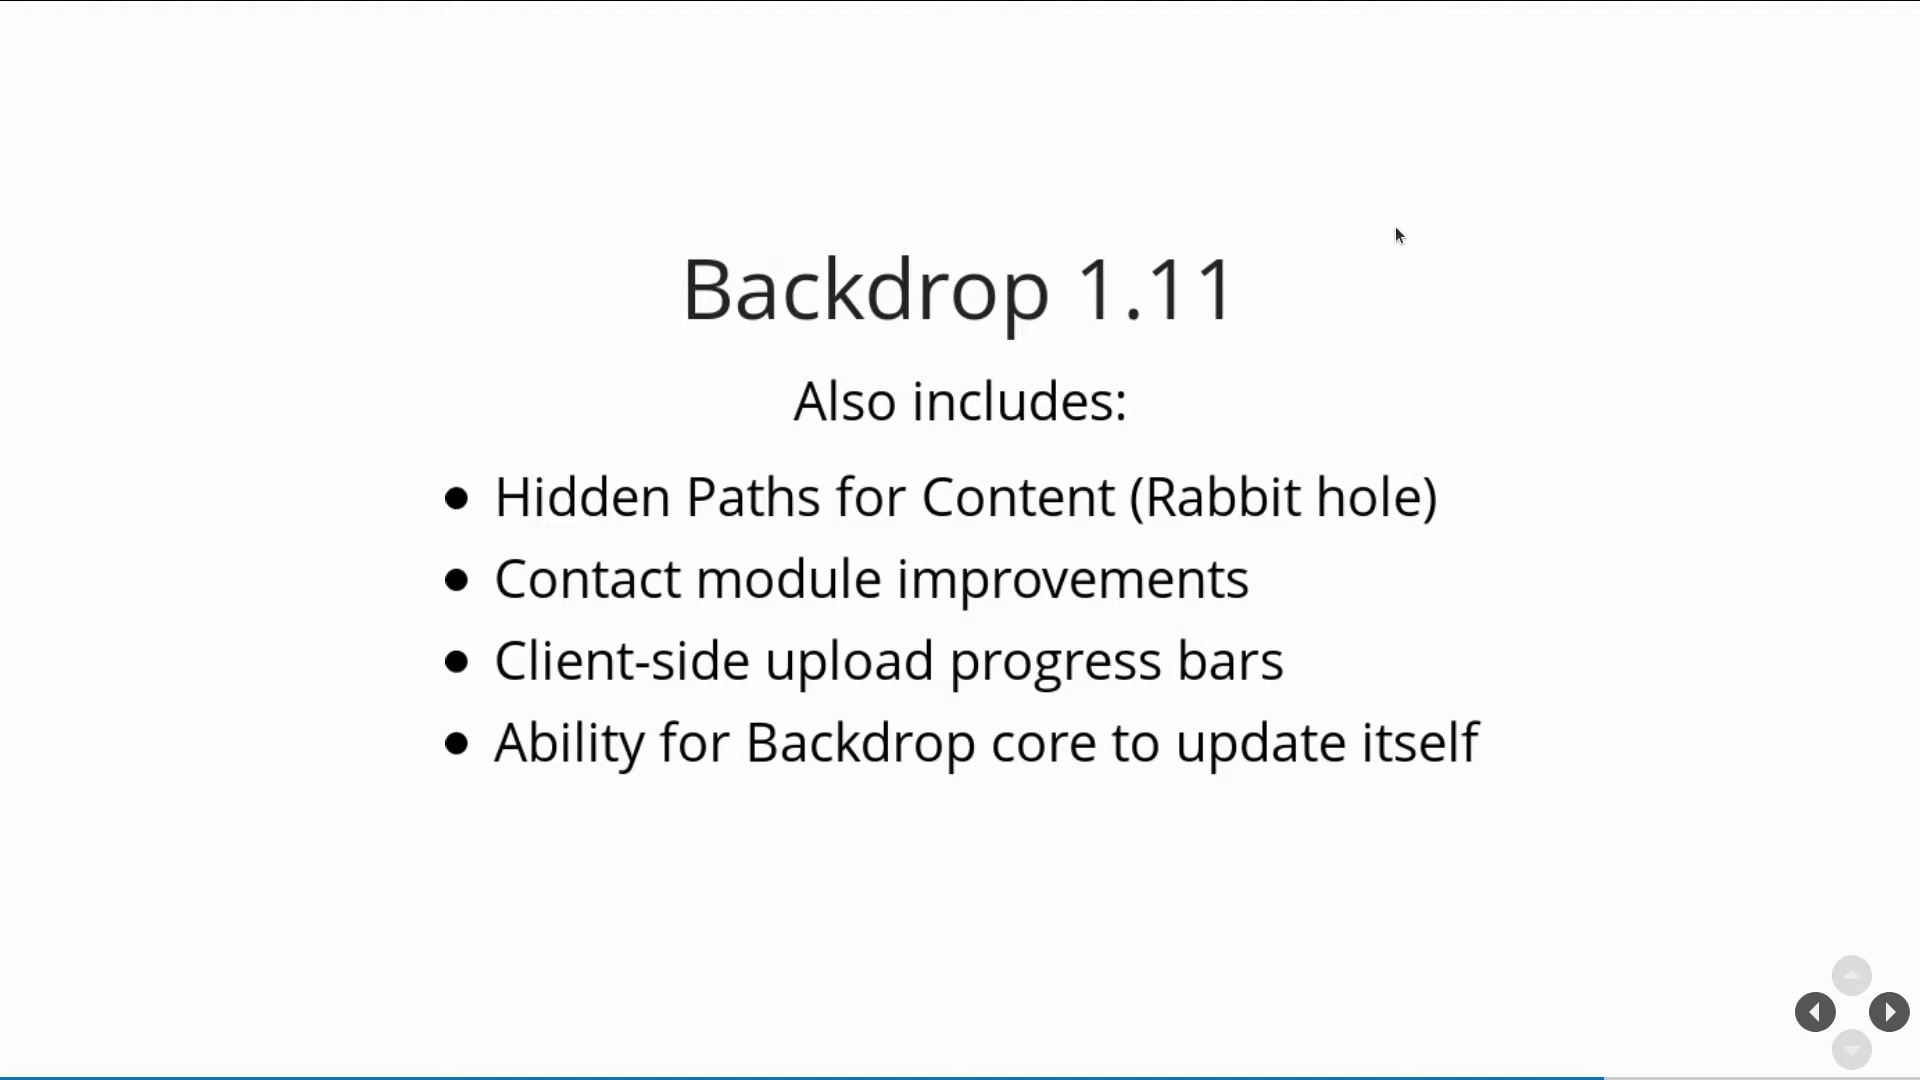 Backdrop 1.11
Also includes:
Hidden Paths for Content (Rabbit hole)
Contact module improvements
Client-side upload progress bars
Ability for Backdrop core to update itself